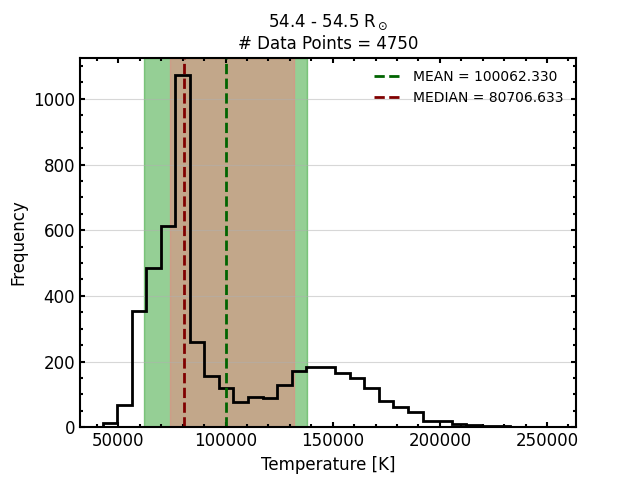 54.4 - 54.5 R⊙
# Data Points = 4750
MEAN = 100062.330
MEDIAN = 80706.633
Frequency
1000
800
600
400
200
0
50000 100000 150000 200000 250000
Temperature [K]